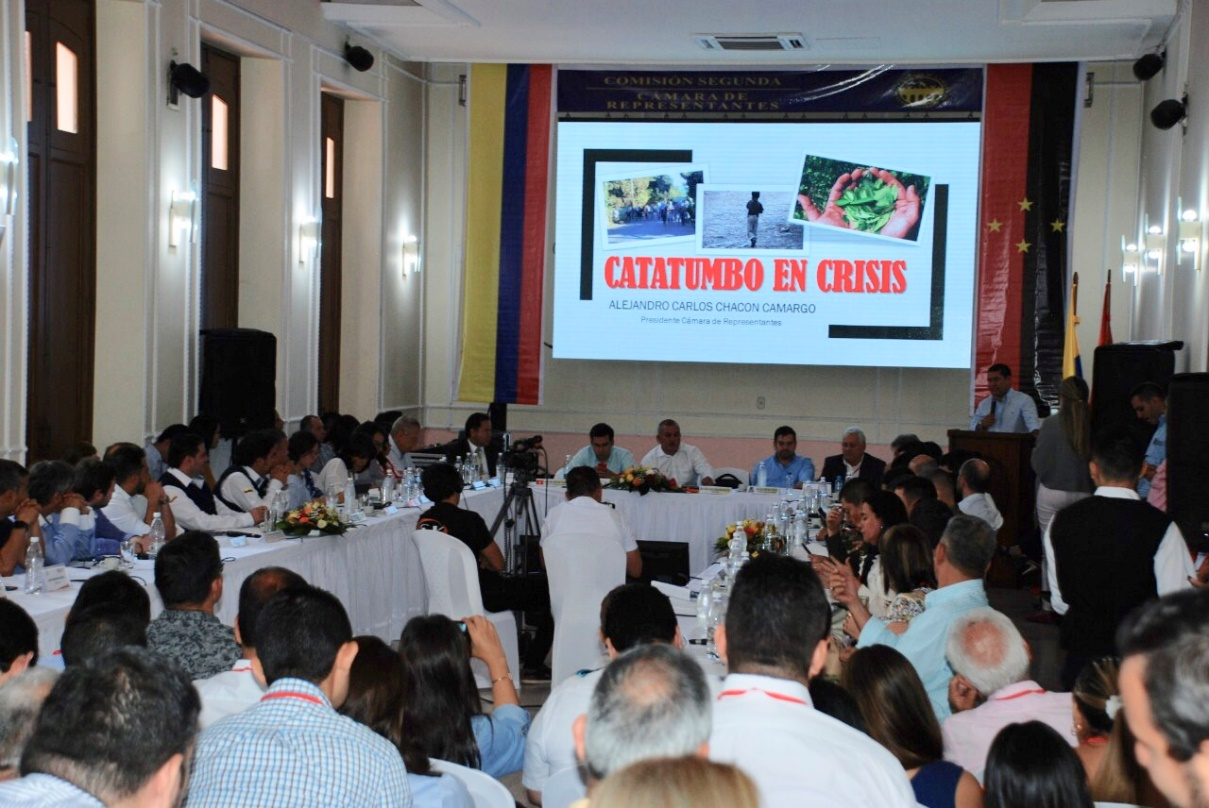 COMISIÓN SEGUNDA
CÁMARA DE
REPRESENTANTES
CATATUMBO EN CRISIS
ALEJANDRO CARLOS CHACON CAMARGO
Presidente Cámara de Representantes